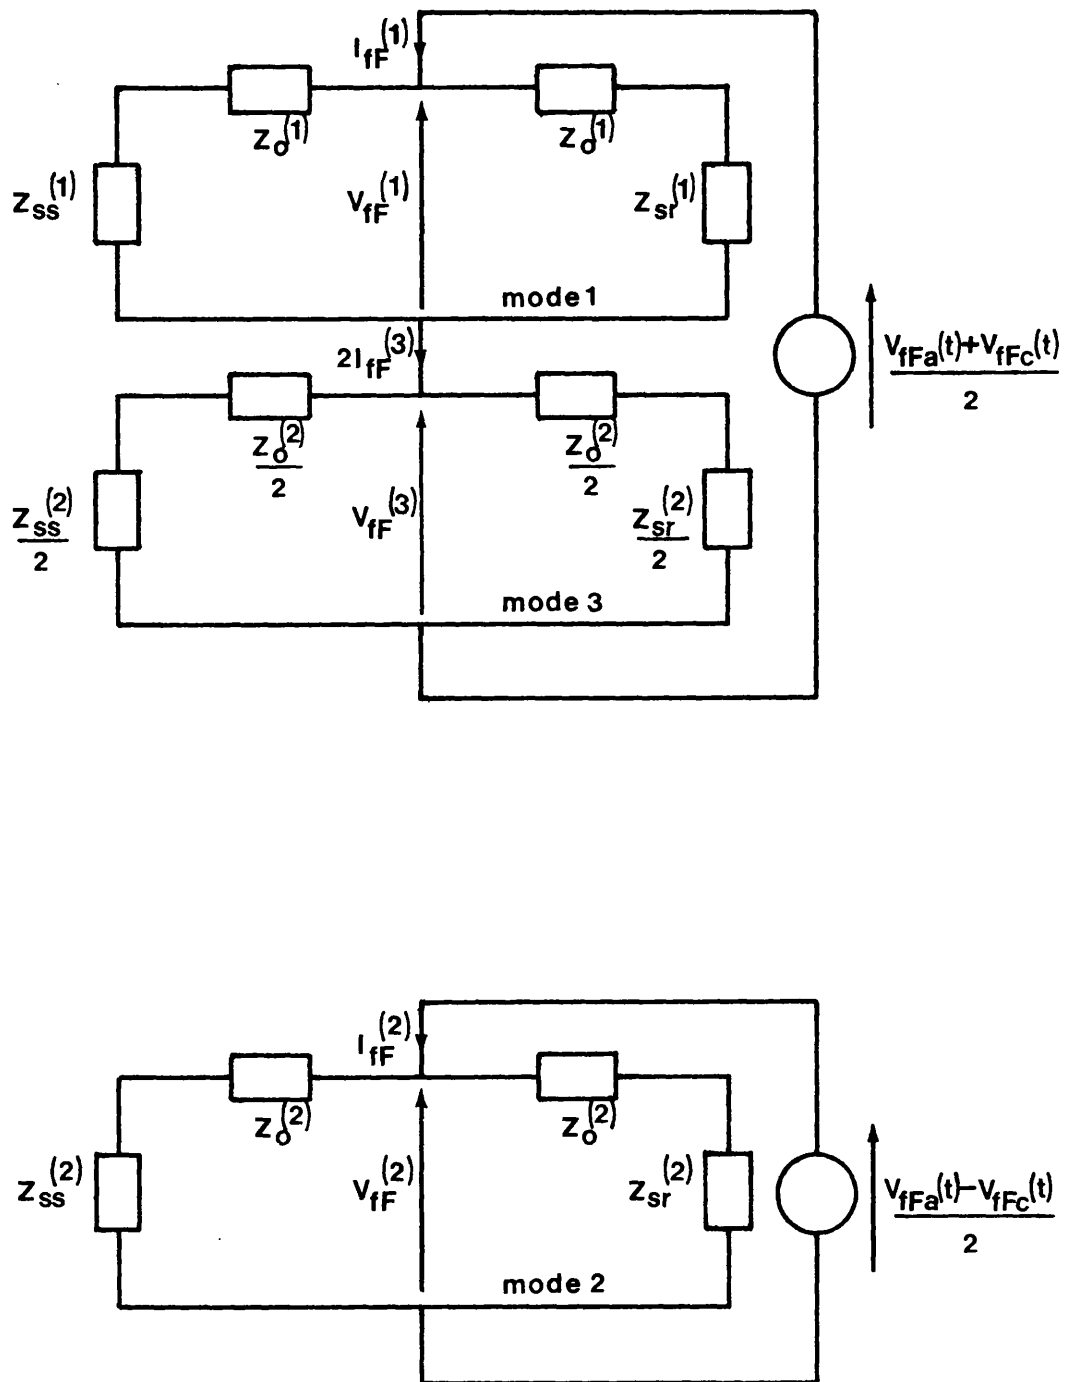 I_fF^(1)
Z_o^(1) Z_o^(1)
Z_ss^(1) V_fF^(1) Z_sr^(1)
mode 1
2I_fF^(3)
V_fFa(t)+V_fFc(t)
2
Z_o^(2) Z_o^(2)
2 2
Z_ss^(2) V_fF^(3) Z_sr^(2)
2 2
mode 3
I_fF^(2)
Z_o^(2) Z_o^(2)
Z_ss^(2) V_fF^(2) Z_sr^(2)
V_fFa(t)-V_fFc(t)
2
mode 2